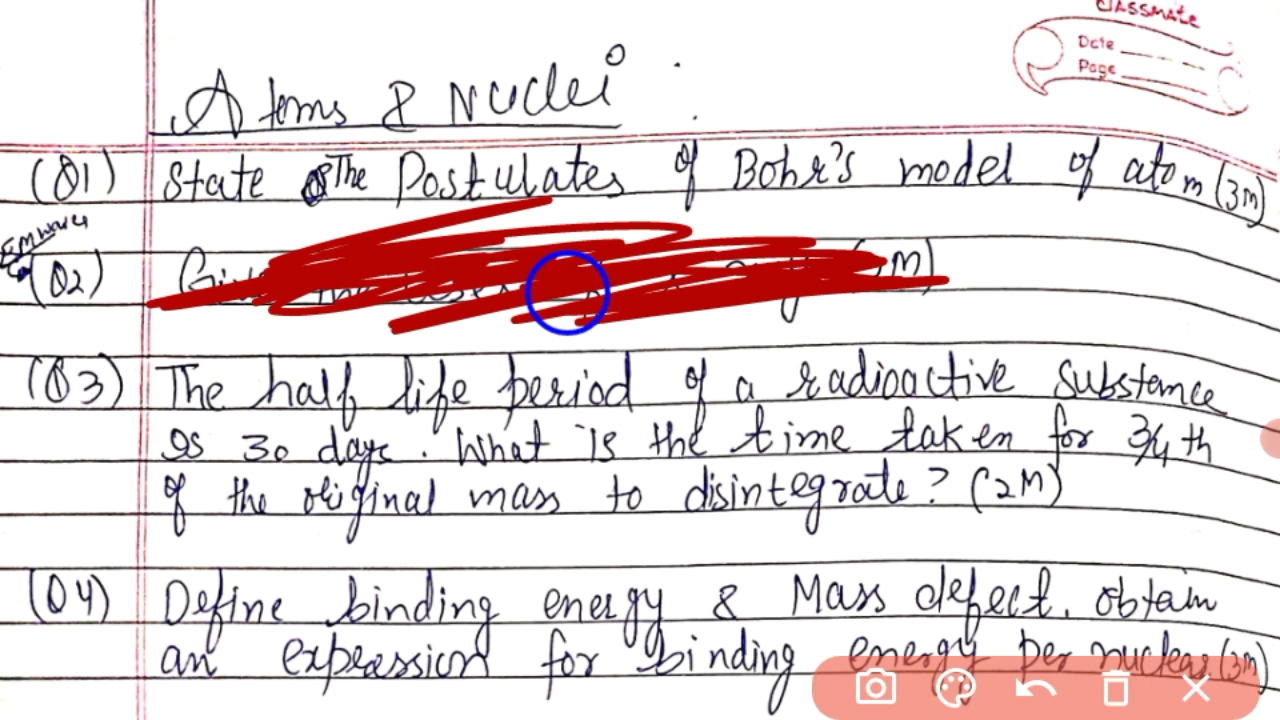 CLASSMATE
Date
Page
Atoms & Nuclei
(Q1) State The Postulates of Bohr's model of atom (3M)
EM waves
(Q2) M)
(Q3) The half life period of a radioactive substance
is 30 days. What is the time taken for 3/4 th
of the original mass to disintegrate? (2M)
(Q4) Define binding energy & Mass defect. obtain
an expression for binding energy per nucleas (3M)